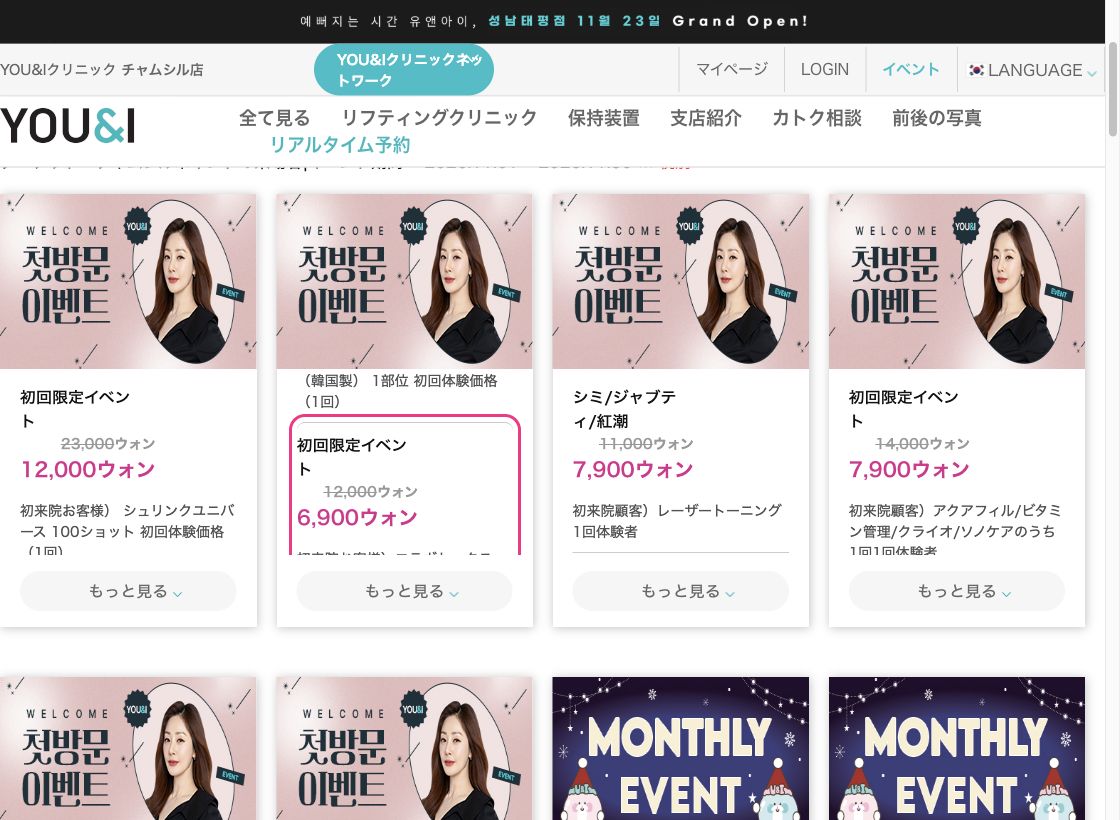 예뻐지는 시간 유앤아이, 성남태평점 11월 23일 Grand Open!
YOU&Iクリニック チャムシル店
YOU&Iクリニックネッ
トワーク
マイページ
LOGIN
イベント
LANGUAGE
YOU&I
全て見る
リフティングクリニック
保持装置
支店紹介
カトク相談
前後の写真
リアルタイム予約
WELCOME
첫방문
이벤트
YOU&I
EVENT
WELCOME
첫방문
이벤트
YOU&I
EVENT
WELCOME
첫방문
이벤트
YOU&I
EVENT
WELCOME
첫방문
이벤트
YOU&I
EVENT
初回限定イベン
ト
23,000ウォン
12,000ウォン
初来院お客様） シュリンクユニバ
ース 100ショット 初回体験価格
（1回）
もっと見る
（韓国製） 1部位 初回体験価格
（1回）
初回限定イベン
ト
12,000ウォン
6,900ウォン
もっと見る
シミ/ジャブテ
ィ/紅潮
11,000ウォン
7,900ウォン
初来院顧客）レーザートーニング
1回体験者
もっと見る
初回限定イベン
ト
14,000ウォン
7,900ウォン
初来院顧客）アクアフィル/ビタミ
ン管理/クライオ/ソノケアのうち
1回1回体験者
もっと見る
WELCOME
첫방문
이벤트
YOU&I
EVENT
WELCOME
첫방문
이벤트
YOU&I
EVENT
MONTHLY
EVENT
MONTHLY
EVENT